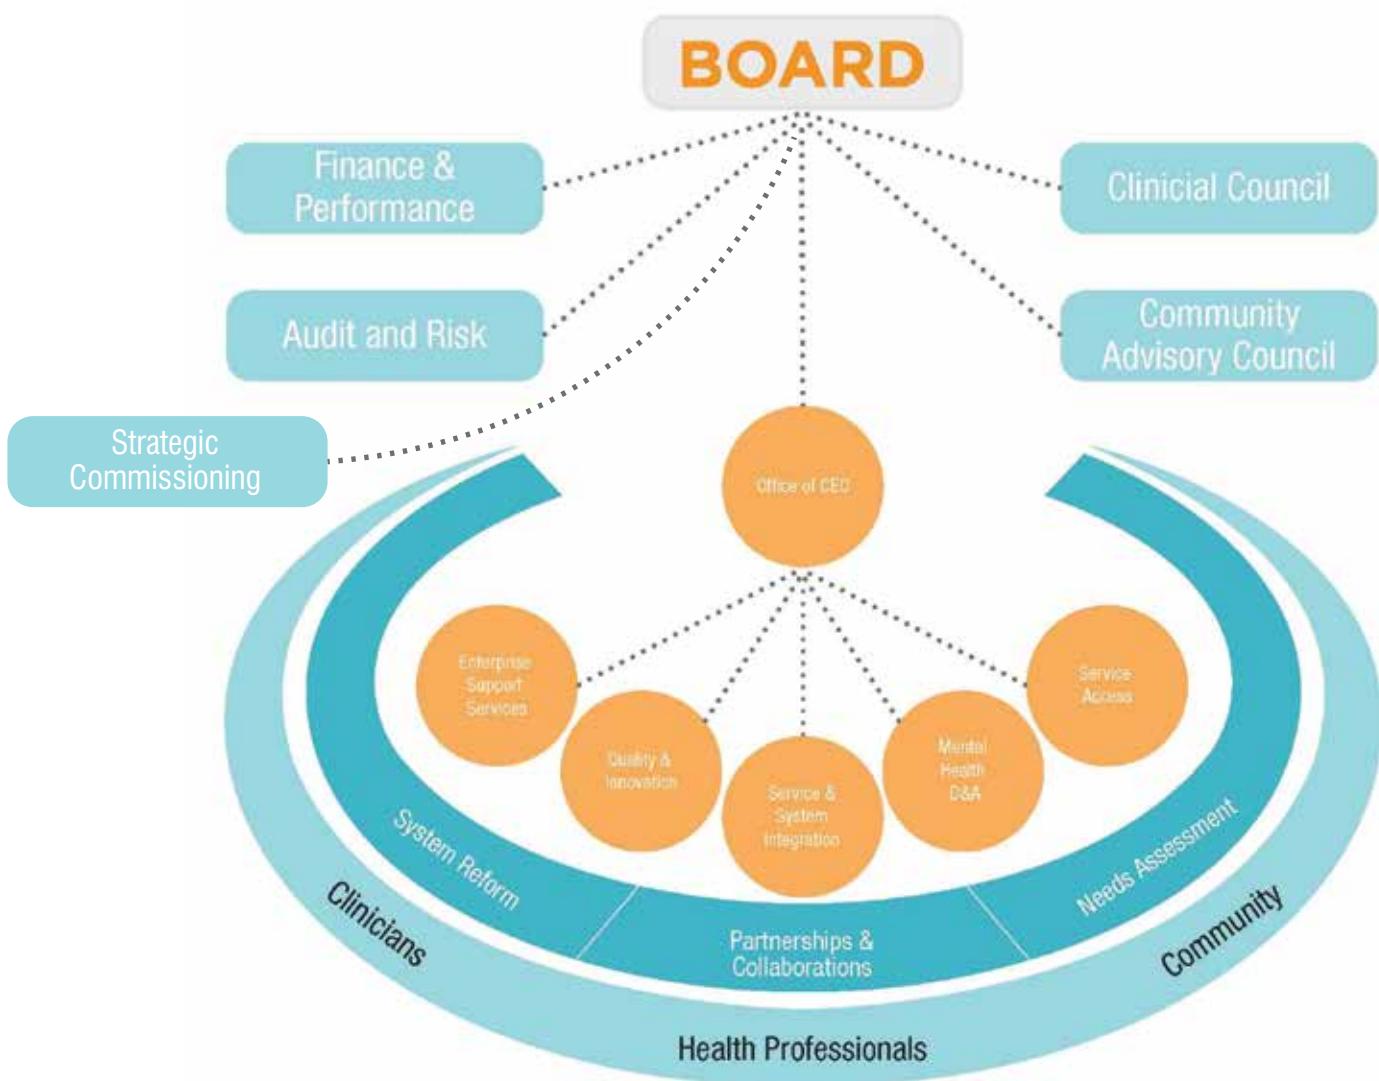 BOARD
Finance &
Performance
Clinicial Council
Audit and Risk
Community
Advisory Council
Strategic
Commissioning
Office of CEO
Enterprise
Support
Services
Quality &
Innovation
Service &
System
Integration
Mental
Health
D&A
Service
Access
System Reform
Partnerships &
Collaborations
Needs Assessment
Clinicians
Health Professionals
Community